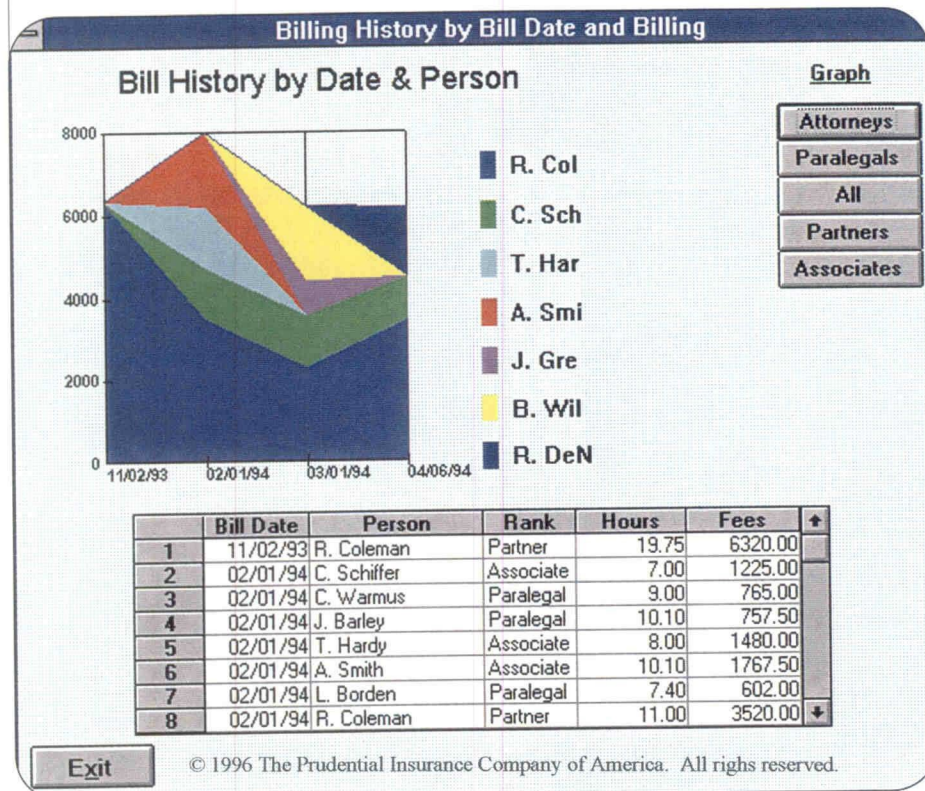 Billing History by Bill Date and Billing
Bill History by Date & Person
Graph
Attorneys
Paralegals
All
Partners
Associates
8000
6000
4000
2000
0
11/02/93 02/01/94 03/01/94 04/06/94
R. Col
C. Sch
T. Har
A. Smi
J. Gre
B. Wil
R. DeN
Bill Date Person Rank Hours Fees
1 11/02/93 R. Coleman Partner 19.75 6320.00
2 02/01/94 C. Schiffer Associate 7.00 1225.00
3 02/01/94 C. Warmus Paralegal 9.00 765.00
4 02/01/94 J. Barley Paralegal 10.10 757.50
5 02/01/94 T. Hardy Associate 8.00 1480.00
6 02/01/94 A. Smith Associate 10.10 1767.50
7 02/01/94 L. Borden Paralegal 7.40 602.00
8 02/01/94 R. Coleman Partner 11.00 3520.00
Exit
© 1996 The Prudential Insurance Company of America. All righs reserved.